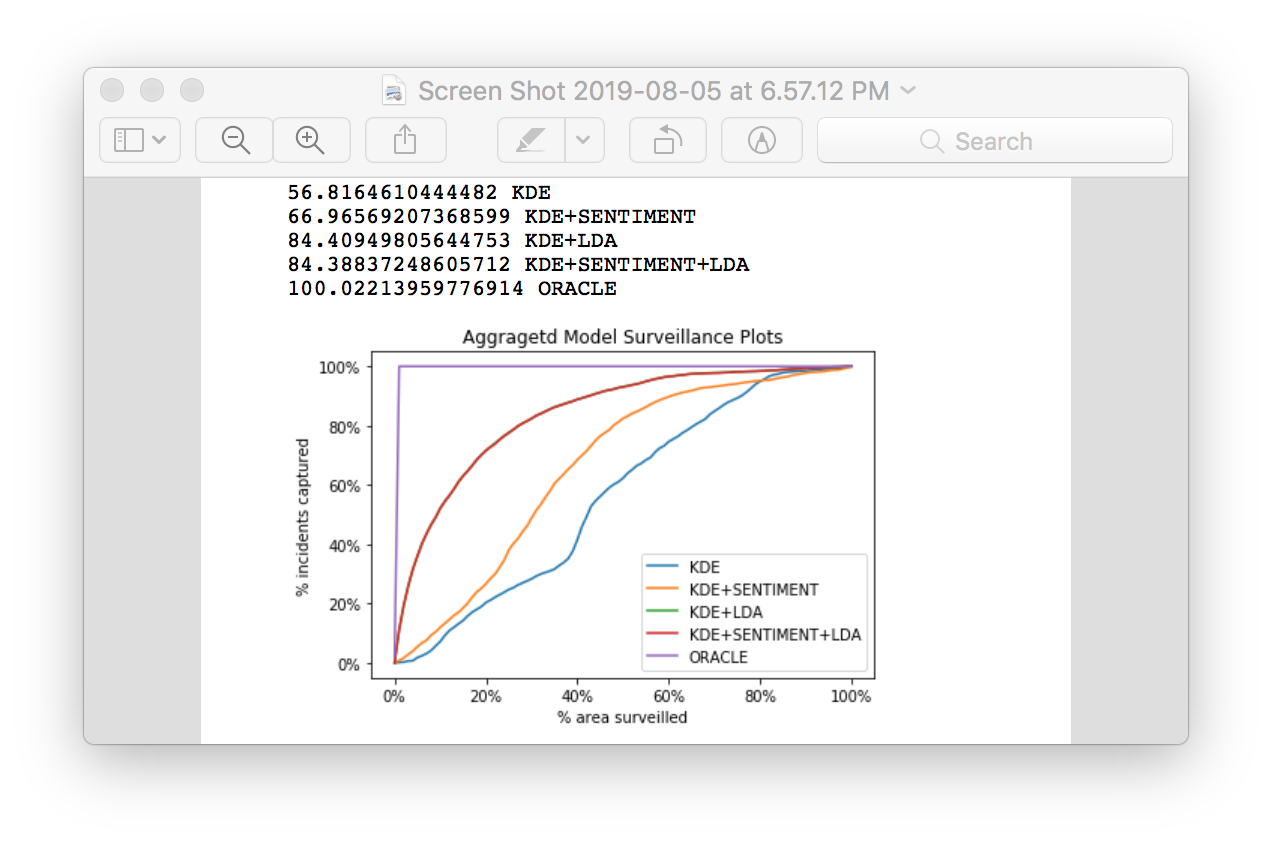 Screen Shot 2019-08-05 at 6.57.12 PM
Search
56.8164610444482 KDE
66.96569207368599 KDE+SENTIMENT
84.40949805644753 KDE+LDA
84.38837248605712 KDE+SENTIMENT+LDA
100.02213959776914 ORACLE
Aggragetd Model Surveillance Plots
100%
80%
60%
40%
20%
0%
% incidents captured
KDE
KDE+SENTIMENT
KDE+LDA
KDE+SENTIMENT+LDA
ORACLE
0% 20% 40% 60% 80% 100%
% area surveilled